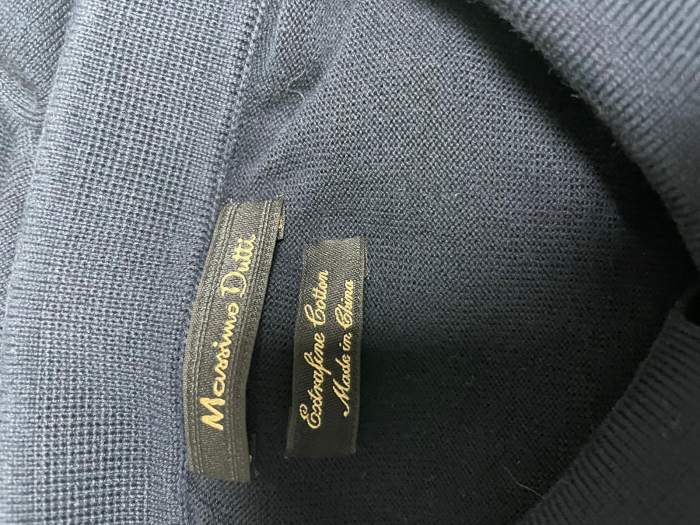 Massimo Dutti
Extrafine Cotton
Made in China